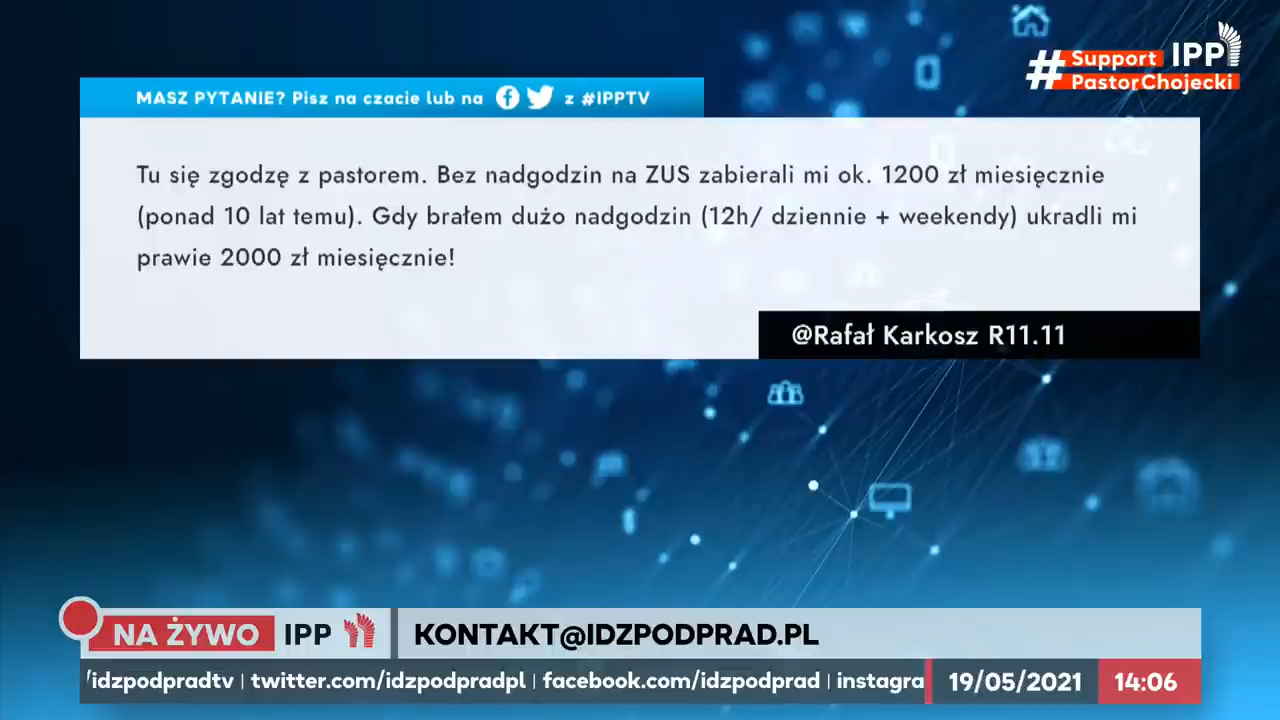 # Support IPP
PastorChojecki
MASZ PYTANIE? Pisz na czacie lub na z #IPPTV
Tu się zgodzę z pastorem. Bez nadgodzin na ZUS zabierali mi ok. 1200 zł miesięcznie
(ponad 10 lat temu). Gdy brałem dużo nadgodzin (12h/ dziennie + weekendy) ukradli mi
prawie 2000 zł miesięcznie!
@Rafał Karkosz R11.11
NA ŻYWO IPP KONTAKT@IDZPODPRAD.PL
/idzpodpradtv | twitter.com/idzpodpradpl | facebook.com/idzpodprad | instagra 19/05/2021 14:06